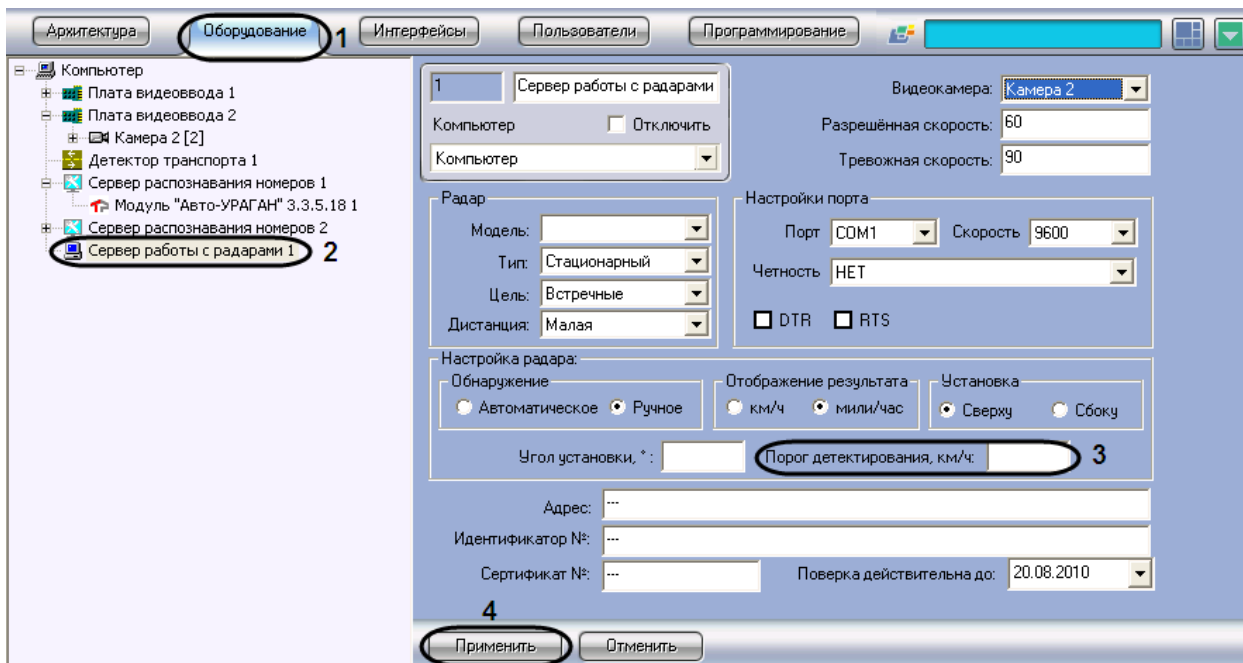 Архитектура Оборудование 1 Интерфейсы Пользователи Программирование
Компьютер
Плата видеоввода 1
Плата видеоввода 2
Камера 2 [2]
Детектор транспорта 1
Сервер распознавания номеров 1
Модуль "Авто-УРАГАН" 3.3.5.18 1
Сервер распознавания номеров 2
Сервер работы с радарами 1 2
1 Сервер работы с радарами
Компьютер Отключить
Компьютер
Видеокамера: Камера 2
Разрешённая скорость: 60
Тревожная скорость: 90
Радар
Модель:
Тип: Стационарный
Цель: Встречные
Дистанция: Малая
Настройки порта
Порт COM1 Скорость 9600
Четность НЕТ
DTR RTS
Настройка радара:
Обнаружение
Автоматическое Ручное
Отображение результата
км/ч мили/час
Установка
Сверху Сбоку
Угол установки, °: Порог детектирования, км/ч: 3
Адрес: ---
Идентификатор №: ---
Сертификат №: --- Поверка действительна до: 20.08.2010
4
Применить Отменить